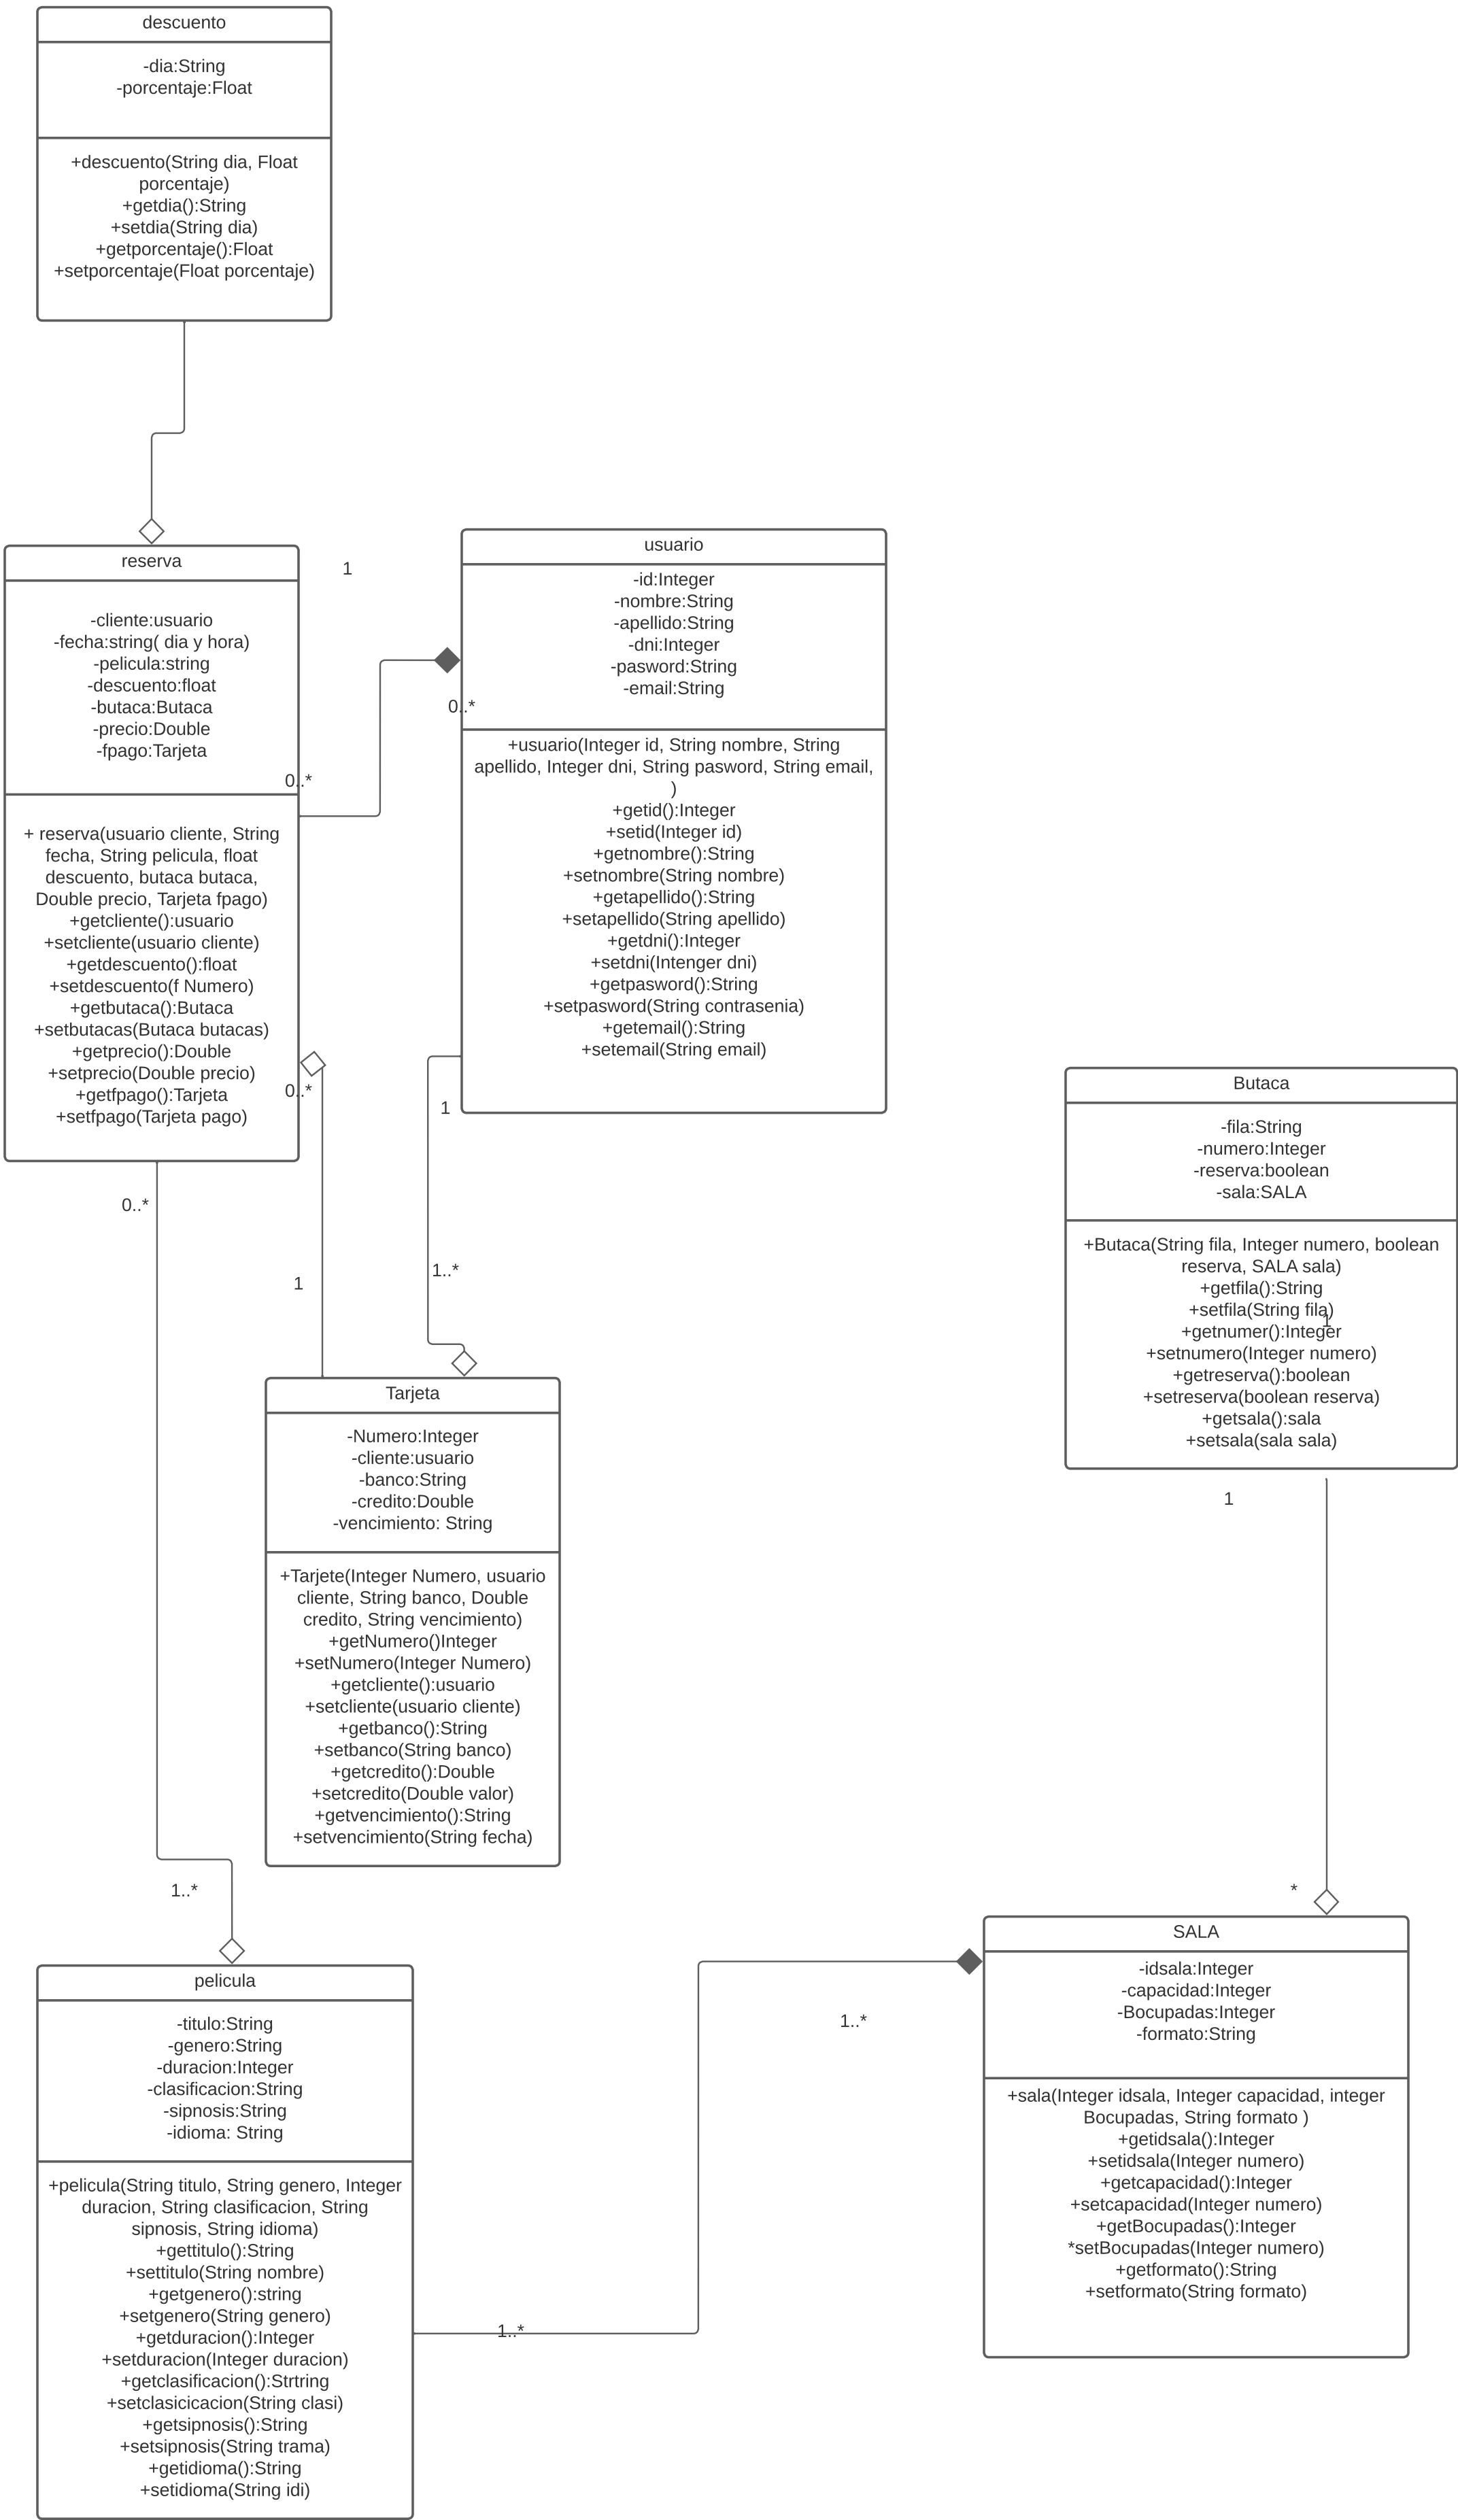 descuento
-dia:String
-porcentaje:Float
+descuento(String dia, Float
porcentaje)
+getdia():String
+setdia(String dia)
+getporcentaje():Float
+setporcentaje(Float porcentaje)
reserva
-cliente:usuario
-fecha:string( dia y hora)
-pelicula:string
-descuento:float
-butaca:Butaca
-precio:Double
-fpago:Tarjeta
+ reserva(usuario cliente, String
fecha, String pelicula, float
descuento, butaca butaca,
Double precio, Tarjeta fpago)
+getcliente():usuario
+setcliente(usuario cliente)
+getdescuento():float
+setdescuento(f Numero)
+getbutaca():Butaca
+setbutacas(Butaca butacas)
+getprecio():Double
+setprecio(Double precio)
+getfpago():Tarjeta
+setfpago(Tarjeta pago)
1
0..*
0..*
usuario
-id:Integer
-nombre:String
-apellido:String
-dni:Integer
-pasword:String
-email:String
+usuario(Integer id, String nombre, String
apellido, Integer dni, String pasword, String email,
)
+getid():Integer
+setid(Integer id)
+getnombre():String
+setnombre(String nombre)
+getapellido():String
+setapellido(String apellido)
+getdni():Integer
+setdni(Intenger dni)
+getpasword():String
+setpasword(String contrasenia)
+getemail():String
+setemail(String email)
0..*
1
0..*
1
1..*
Butaca
-fila:String
-numero:Integer
-reserva:boolean
-sala:SALA
+Butaca(String fila, Integer numero, boolean
reserva, SALA sala)
+getfila():String
+setfila(String fila)
1
+getnumer():Integer
+setnumero(Integer numero)
+getreserva():boolean
+setreserva(boolean reserva)
+getsala():sala
+setsala(sala sala)
1
*
Tarjeta
-Numero:Integer
-cliente:usuario
-banco:String
-credito:Double
-vencimiento: String
+Tarjete(Integer Numero, usuario
cliente, String banco, Double
credito, String vencimiento)
+getNumero()Integer
+setNumero(Integer Numero)
+getcliente():usuario
+setcliente(usuario cliente)
+getbanco():String
+setbanco(String banco)
+getcredito():Double
+setcredito(Double valor)
+getvencimiento():String
+setvencimiento(String fecha)
1..*
pelicula
-titulo:String
-genero:String
-duracion:Integer
-clasificacion:String
-sipnosis:String
-idioma: String
+pelicula(String titulo, String genero, Integer
duracion, String clasificacion, String
sipnosis, String idioma)
+gettitulo():String
+settitulo(String nombre)
+getgenero():string
+setgenero(String genero)
+getduracion():Integer
+setduracion(Integer duracion)
+getclasificacion():Strtring
+setclasicicacion(String clasi)
+getsipnosis():String
+setsipnosis(String trama)
+getidioma():String
+setidioma(String idi)
1..*
1..*
SALA
-idsala:Integer
-capacidad:Integer
-Bocupadas:Integer
-formato:String
+sala(Integer idsala, Integer capacidad, integer
Bocupadas, String formato )
+getidsala():Integer
+setidsala(Integer numero)
+getcapacidad():Integer
+setcapacidad(Integer numero)
+getBocupadas():Integer
*setBocupadas(Integer numero)
+getformato():String
+setformato(String formato)